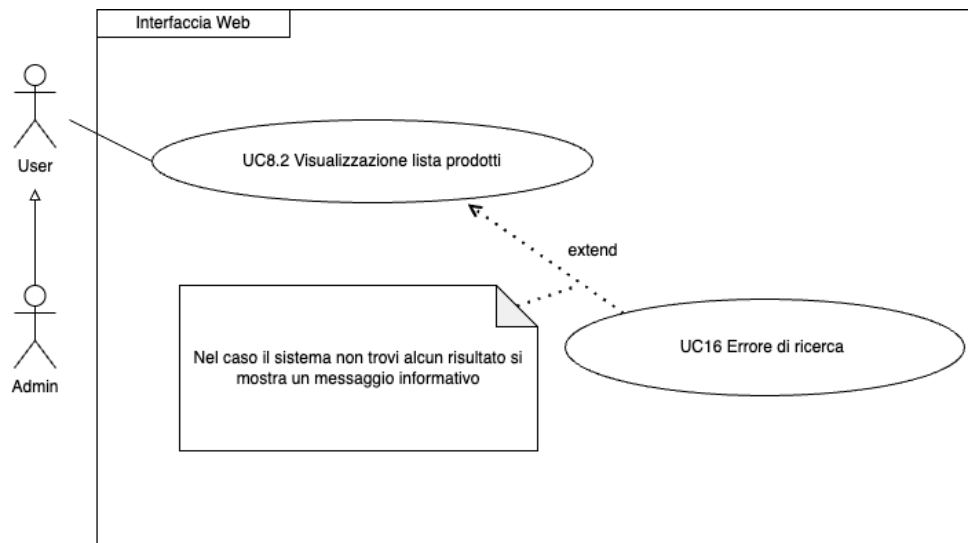 Interfaccia Web
User
UC8.2 Visualizzazione lista prodotti
extend
Nel caso il sistema non trovi alcun risultato si
mostra un messaggio informativo
UC16 Errore di ricerca
Admin